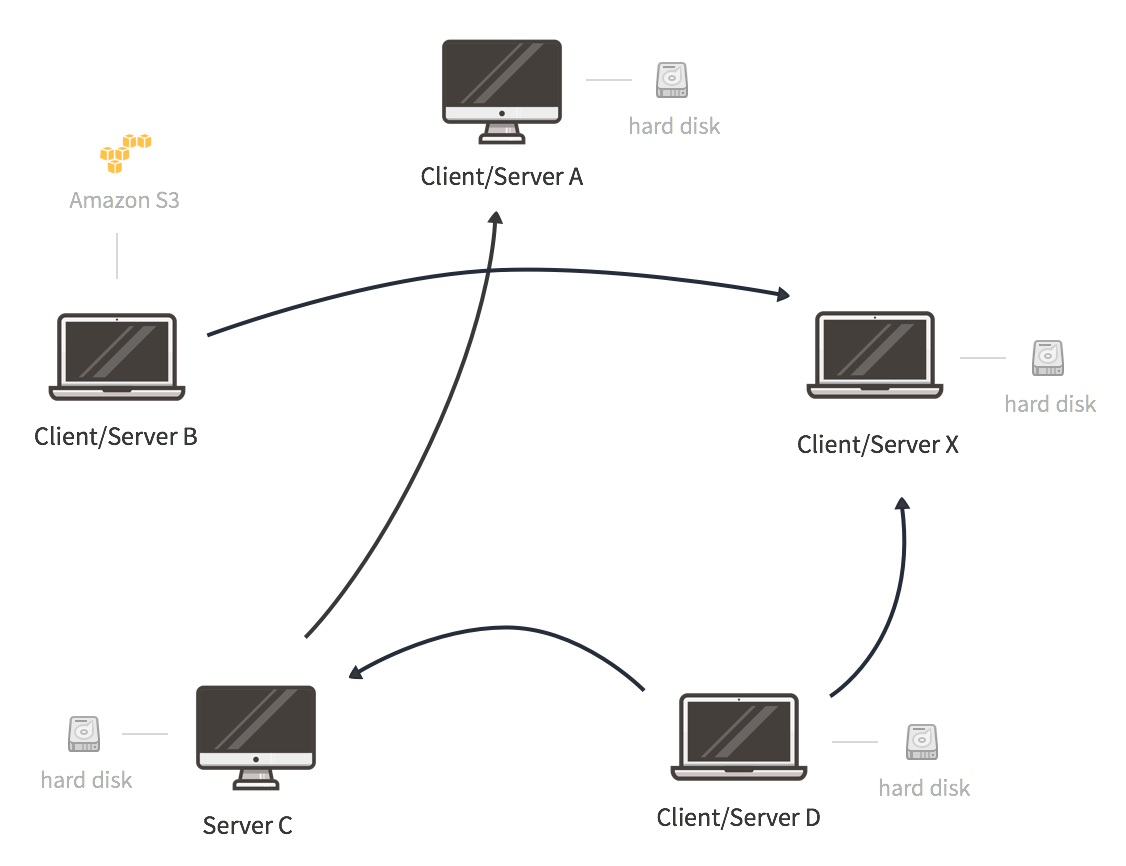 hard disk
Client/Server A
Amazon S3
Client/Server B
hard disk
Client/Server X
hard disk
Server C
hard disk
Client/Server D